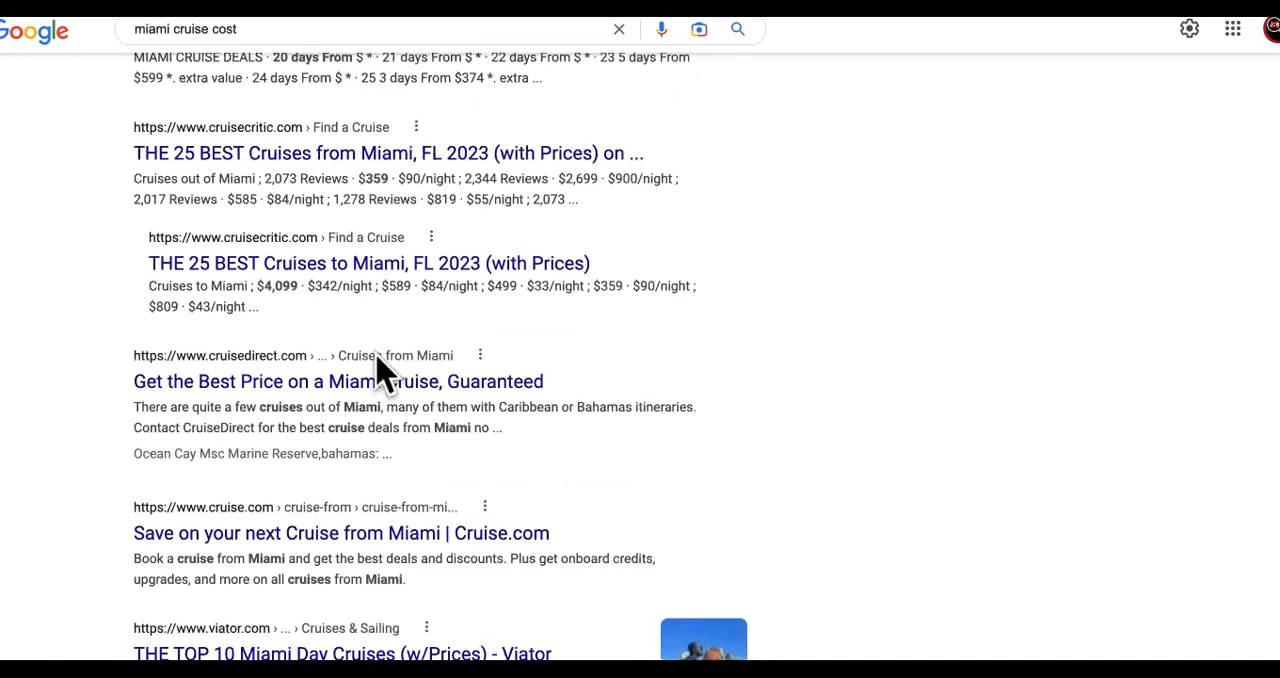 Google
miami cruise cost
MIAMI CRUISE DEALS · 20 days From $ * · 21 days From $ * · 22 days From $ * · 23 5 days From
$599 *. extra value · 24 days From $ * · 25 3 days From $374 *. extra ...
https://www.cruisecritic.com › Find a Cruise
THE 25 BEST Cruises from Miami, FL 2023 (with Prices) on ...
Cruises out of Miami ; 2,073 Reviews · $359 · $90/night ; 2,344 Reviews · $2,699 · $900/night ;
2,017 Reviews · $585 · $84/night ; 1,278 Reviews · $819 · $55/night ; 2,073 ...
https://www.cruisecritic.com › Find a Cruise
THE 25 BEST Cruises to Miami, FL 2023 (with Prices)
Cruises to Miami ; $4,099 · $342/night ; $589 · $84/night ; $499 · $33/night ; $359 · $90/night ;
$809 · $43/night ...
https://www.cruisedirect.com › ... › Cruises from Miami
Get the Best Price on a Miami Cruise, Guaranteed
There are quite a few cruises out of Miami, many of them with Caribbean or Bahamas itineraries.
Contact CruiseDirect for the best cruise deals from Miami no ...
Ocean Cay Msc Marine Reserve,bahamas: ...
https://www.cruise.com › cruise-from › cruise-from-mi...
Save on your next Cruise from Miami | Cruise.com
Book a cruise from Miami and get the best deals and discounts. Plus get onboard credits,
upgrades, and more on all cruises from Miami.
https://www.viator.com › ... › Cruises & Sailing
THE TOP 10 Miami Day Cruises (w/Prices) - Viator